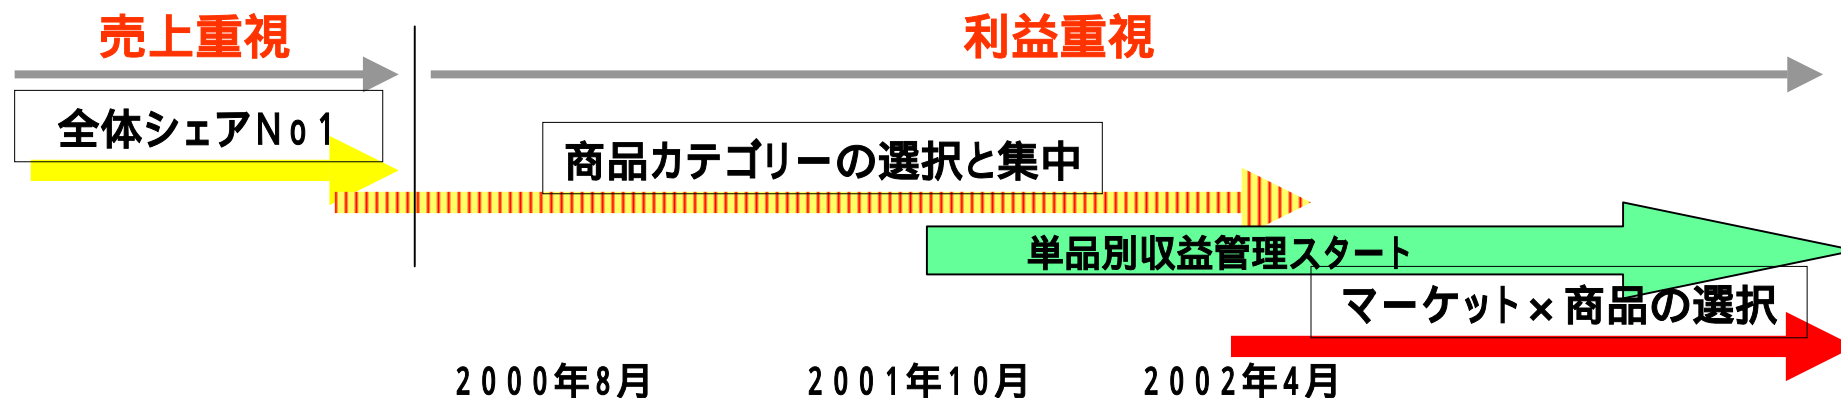 売上重視
利益重視
全体シェアNo1
商品カテゴリーの選択と集中
単品別収益管理スタート
マーケット×商品の選択
2000年8月
2001年10月
2002年4月